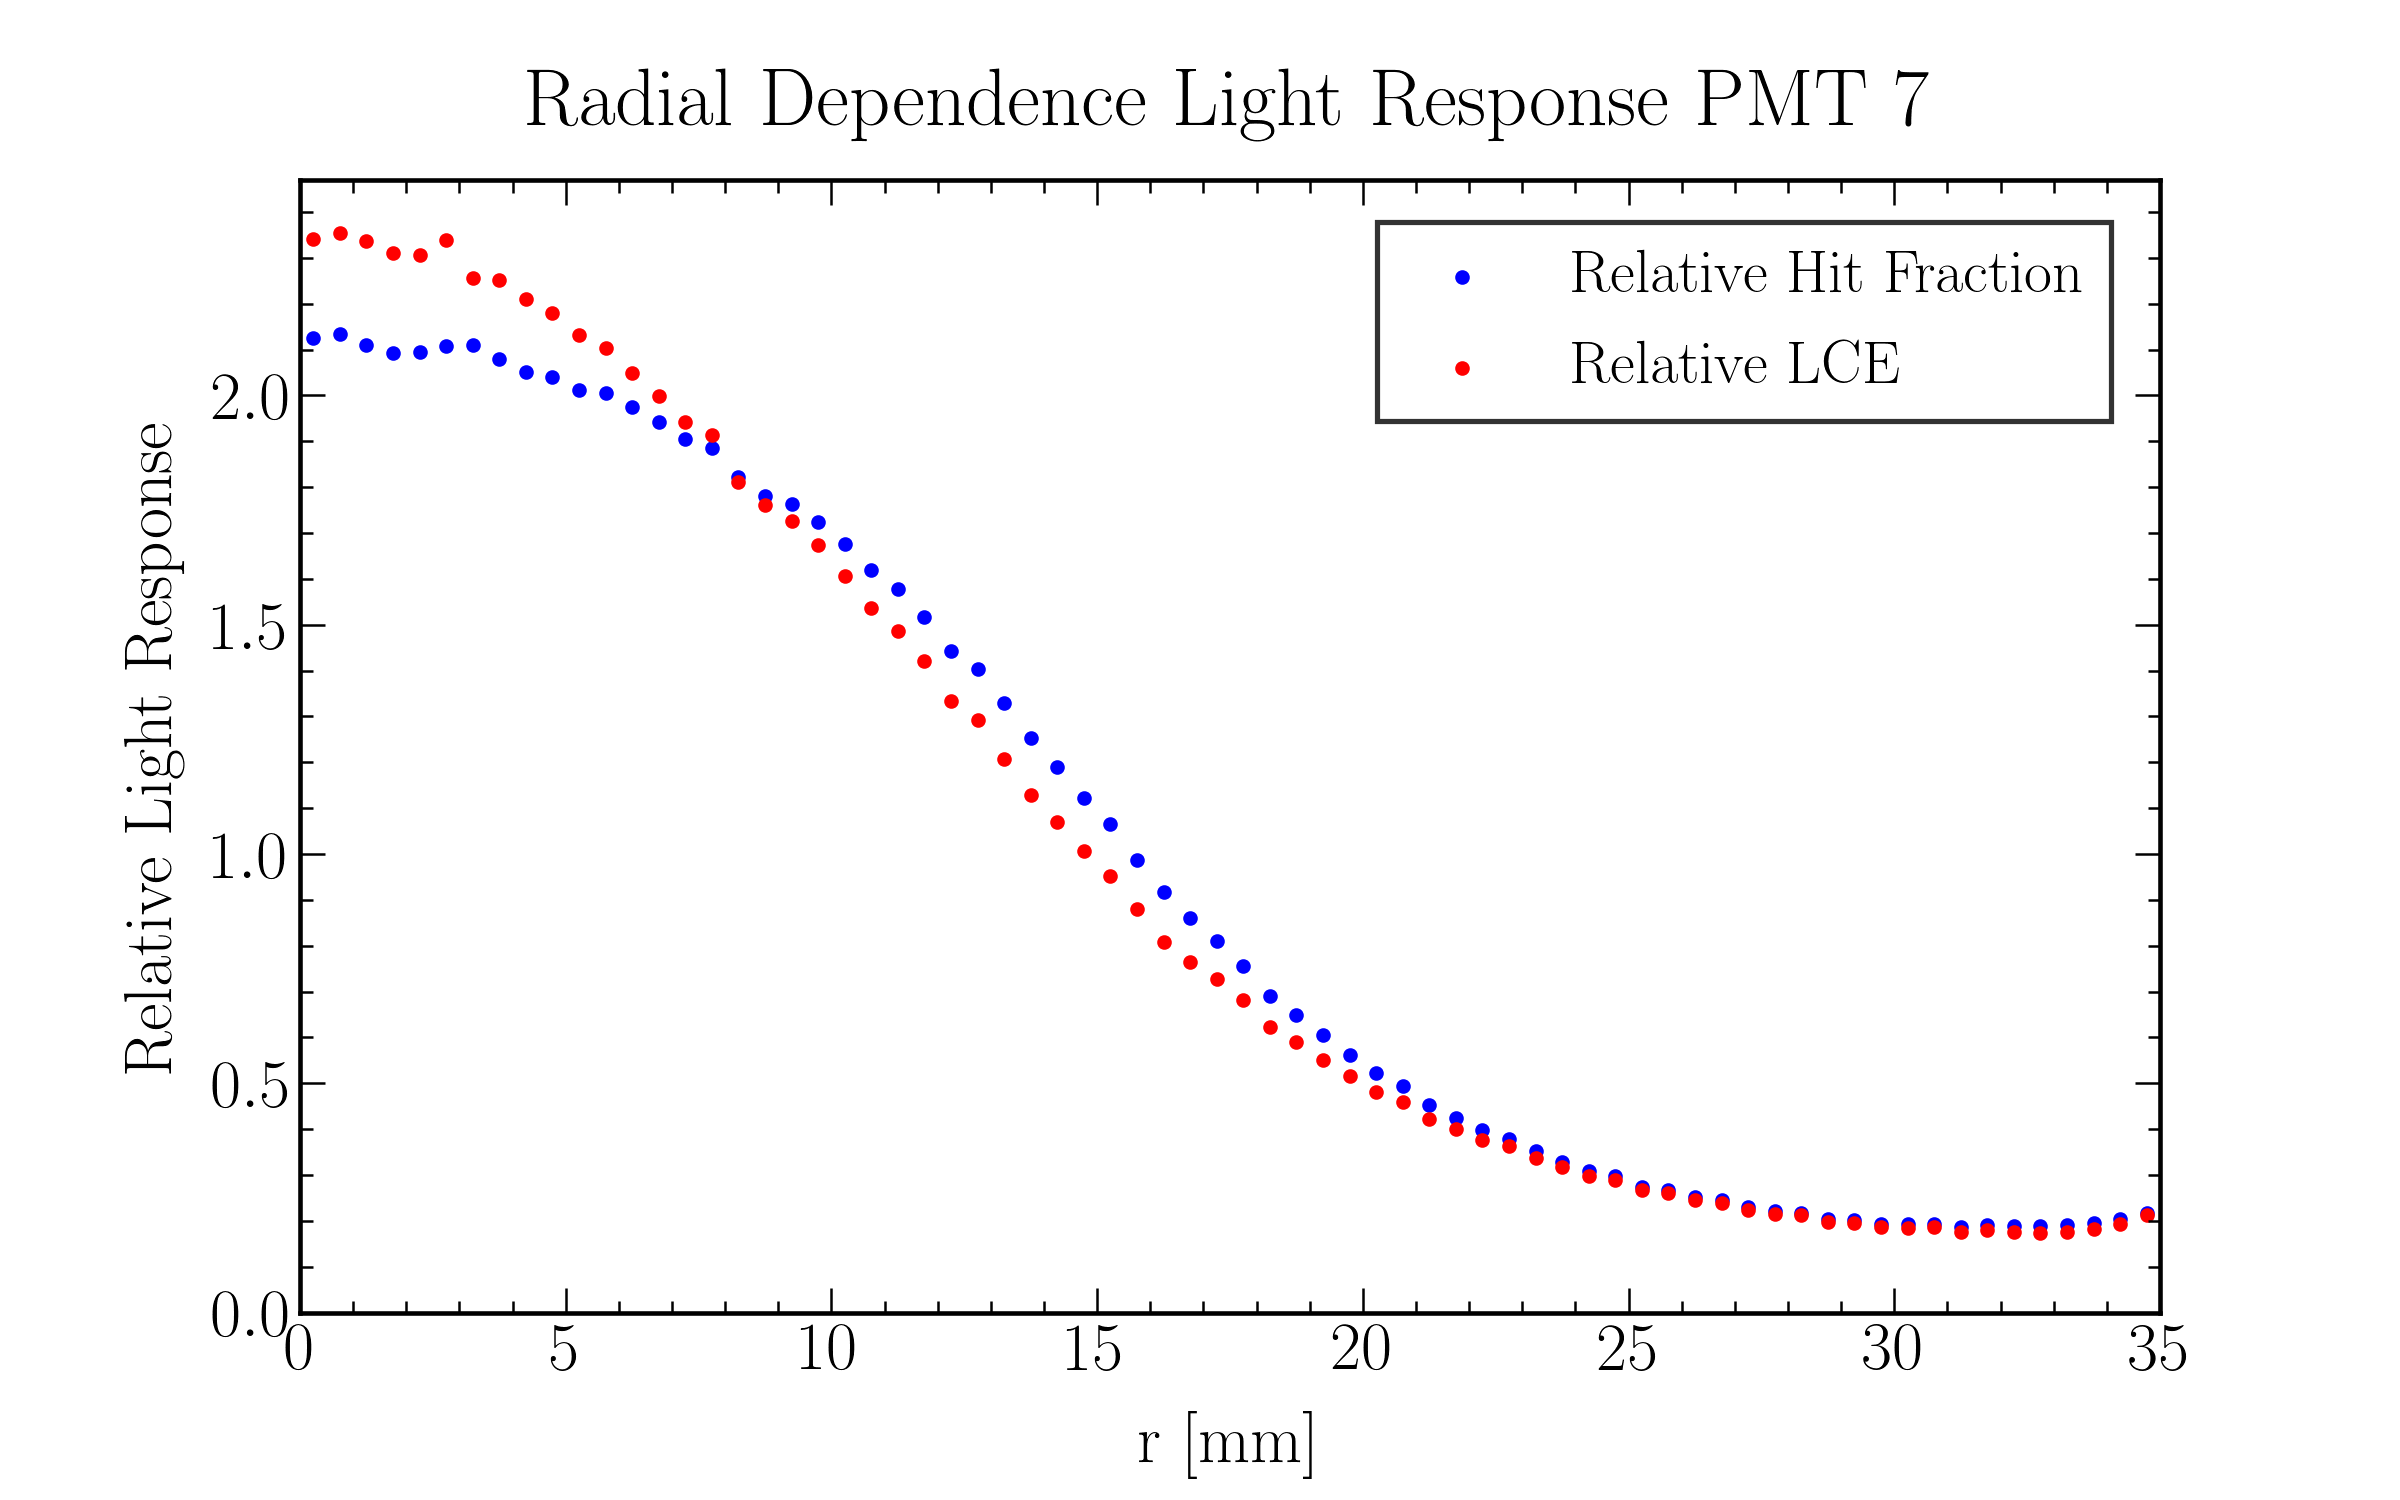 Radial Dependence Light Response PMT 7
Relative Hit Fraction
Relative LCE
Relative Light Response
2.0
1.5
1.0
0.5
0.0
0 5 10 15 20 25 30 35
r [mm]